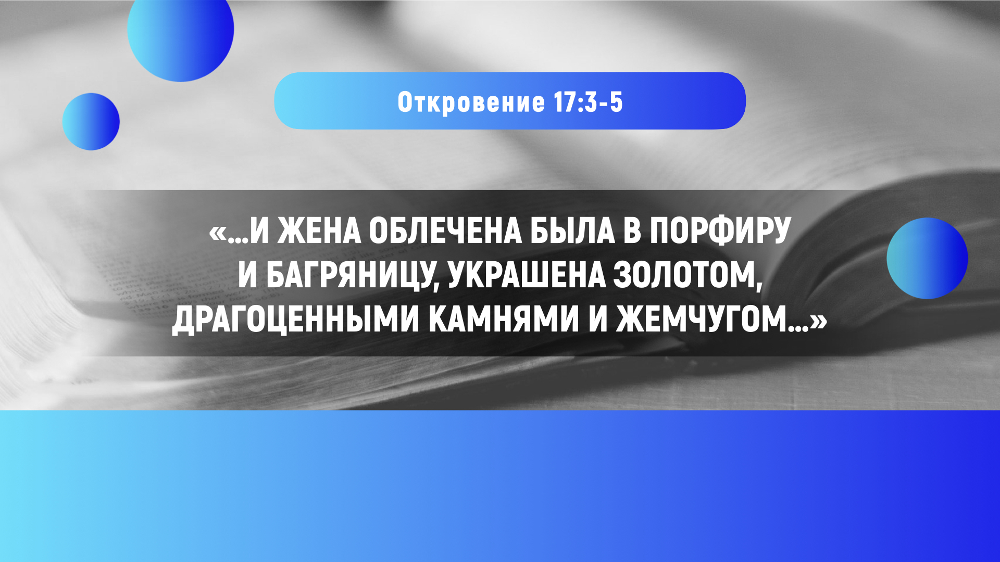 Откровение 17:3-5
«...И ЖЕНА ОБЛЕЧЕНА БЫЛА В ПОРФИРУ
И БАГРЯНИЦУ, УКРАШЕНА ЗОЛОТОМ,
ДРАГОЦЕННЫМИ КАМНЯМИ И ЖЕМЧУГОМ...»